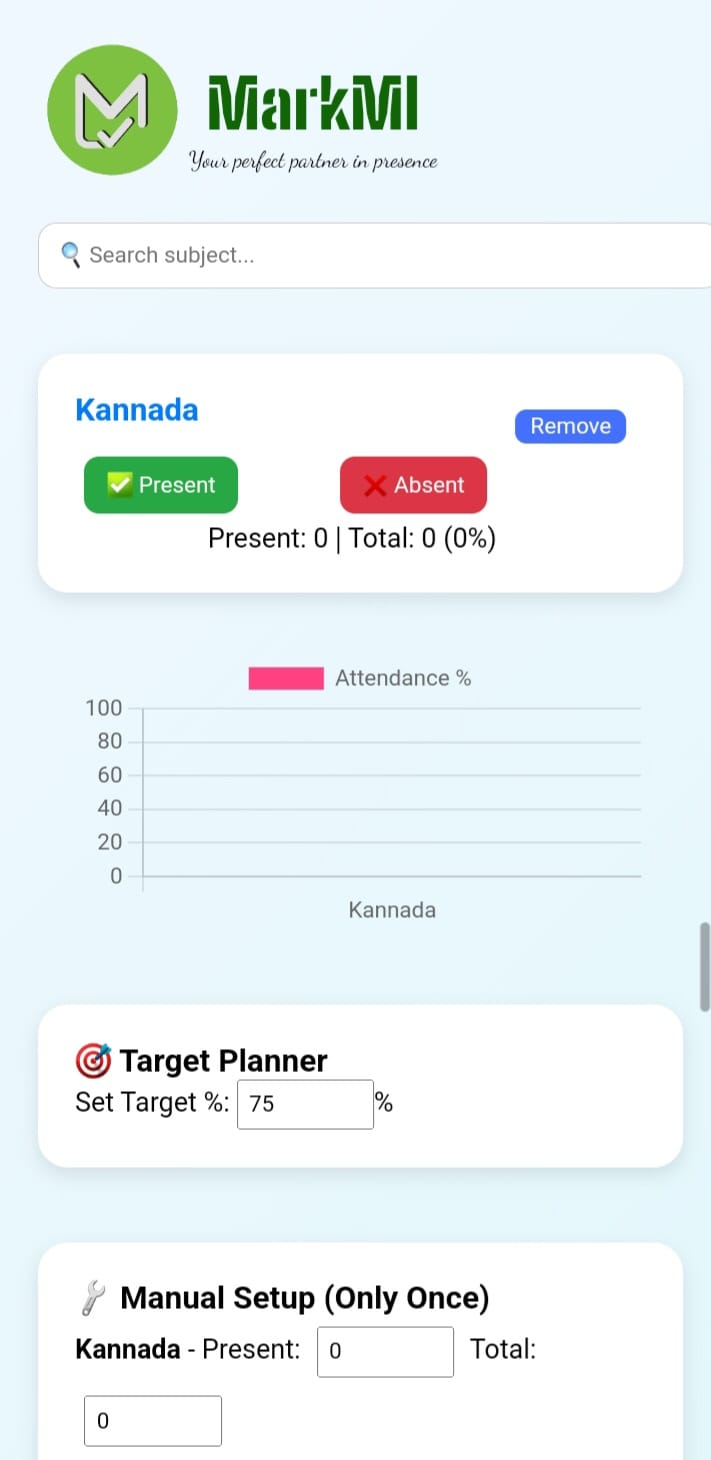 MarkMI
Your perfect partner in presence
🔍 Search subject...
Kannada
Remove
✅ Present
❌ Absent
Present: 0 | Total: 0 (0%)
Attendance %
100
80
60
40
20
0
Kannada
🎯 Target Planner
Set Target %: 75 %
🔧 Manual Setup (Only Once)
Kannada - Present: 0 Total:
0